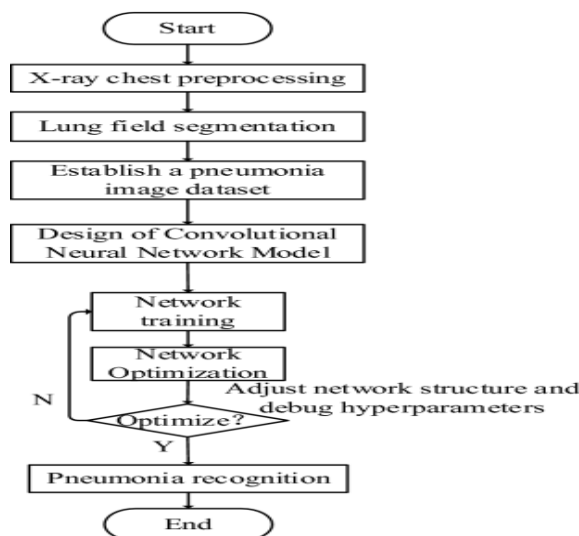 Start
X-ray chest preprocessing
Lung field segmentation
Establish a pneumonia
image dataset
Design of Convolutional
Neural Network Model
Network
training
Network
Optimization
Adjust network structure and
debug hyperparameters
N
Optimize?
Y
Pneumonia recognition
End